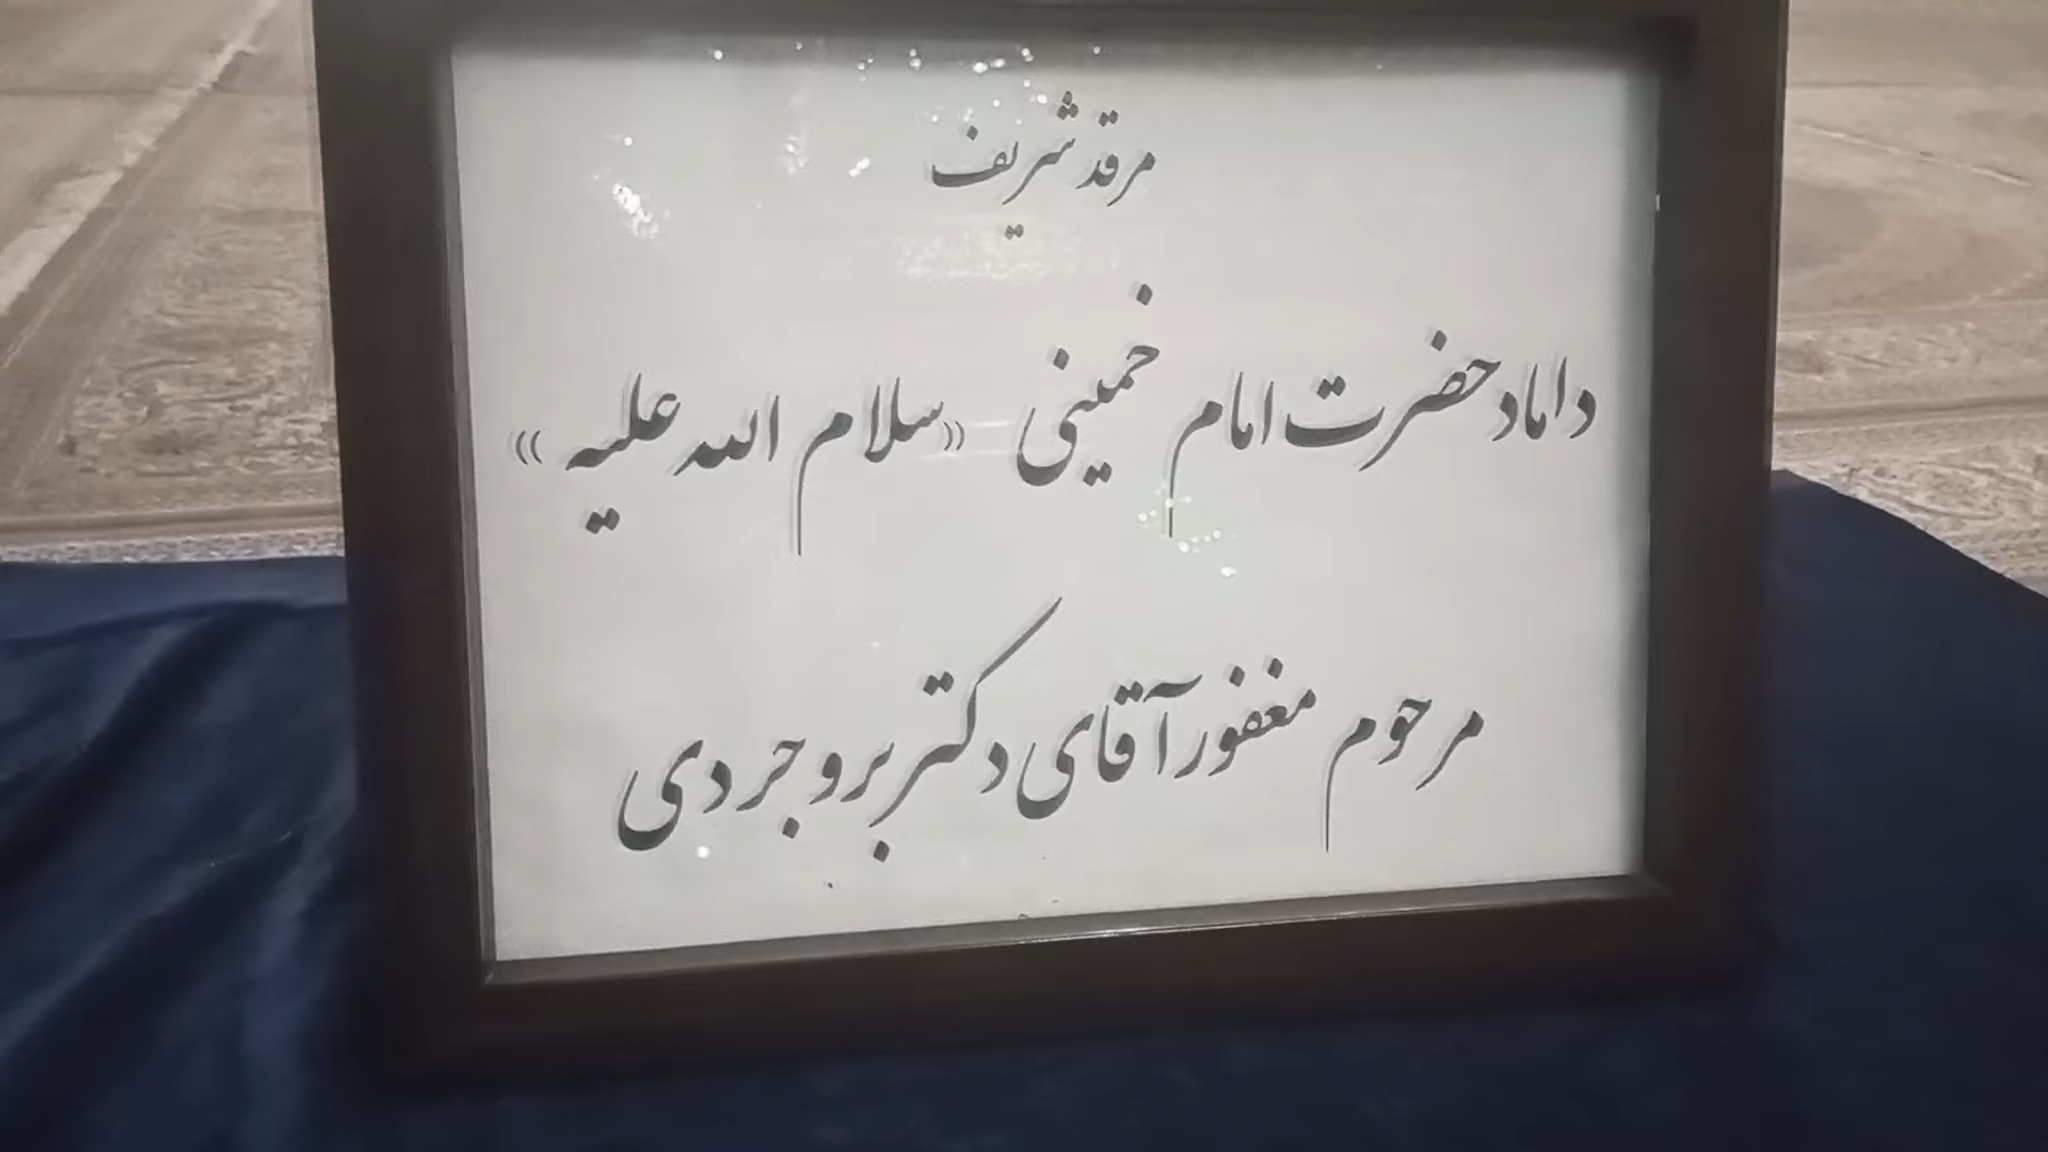 مرقد شریف
داماد حضرت امام خمینی «سلام الله علیه»
مرحوم مغفور آقای دکتر بروجردی